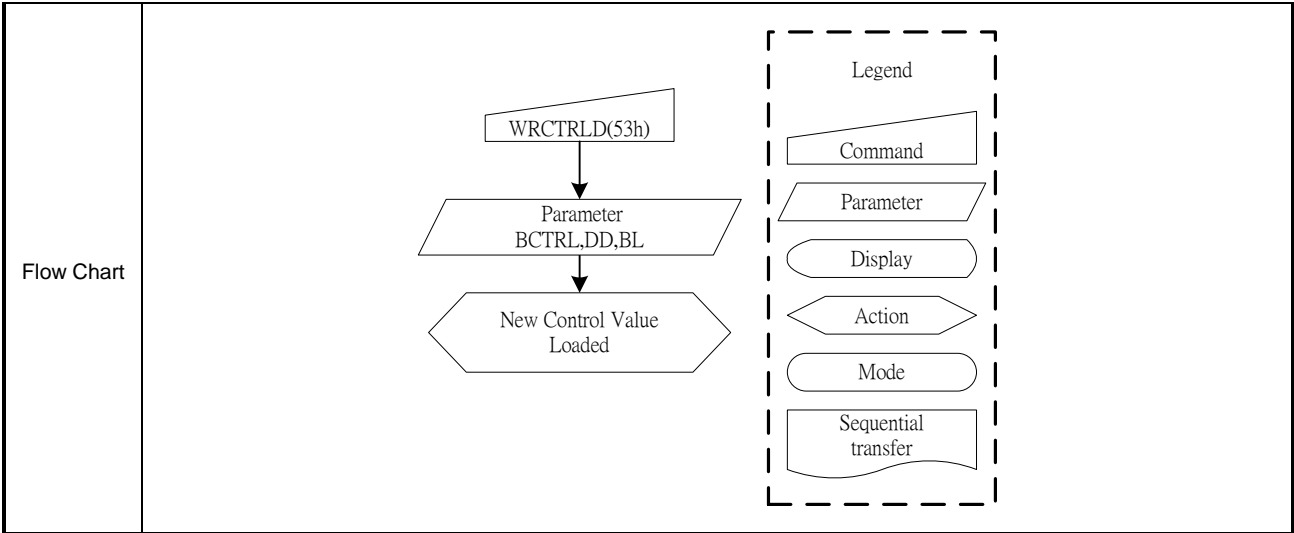 Flow Chart
WRCTRLD(53h)
Parameter
BCTRL,DD,BL
New Control Value
Loaded
Legend
Command
Parameter
Display
Action
Mode
Sequential
transfer